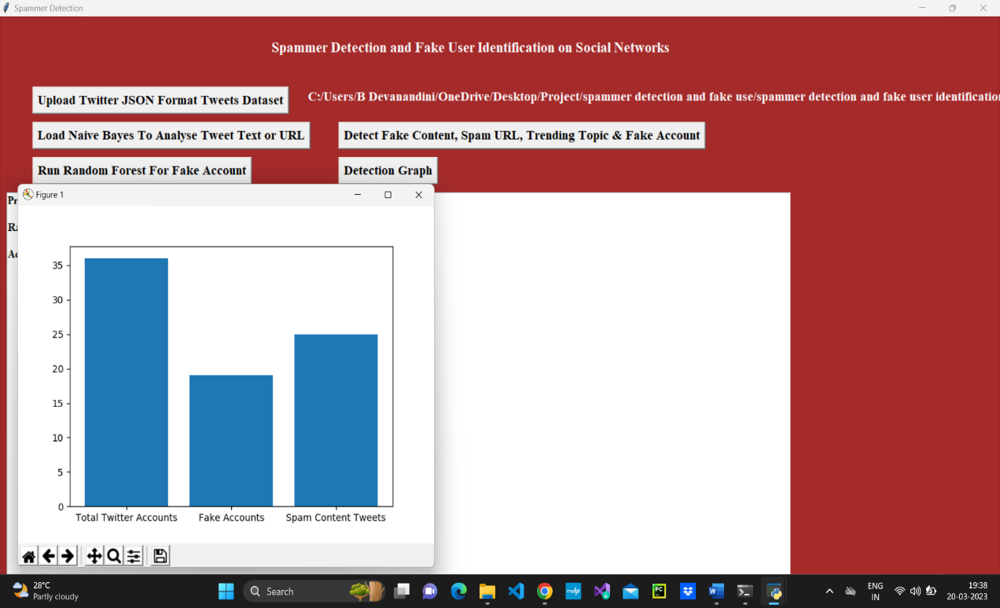 Spammer Detection
Spammer Detection and Fake User Identification on Social Networks
Upload Twitter JSON Format Tweets Dataset
C:/Users/B Devanandini/OneDrive/Desktop/Project/spammer detection and fake use/spammer detection and fake user identification
Load Naive Bayes To Analyse Tweet Text or URL
Detect Fake Content, Spam URL, Trending Topic & Fake Account
Run Random Forest For Fake Account
Detection Graph
Figure 1
35
30
25
20
15
10
5
0
Total Twitter Accounts Fake Accounts Spam Content Tweets
28°C
Partly cloudy
Search
mhp
PC
W
ENG
IN
19:38
20-03-2023